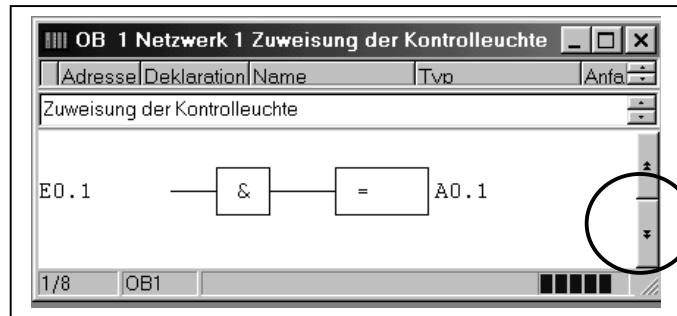 OB 1 Netzwerk 1 Zuweisung der Kontrolleuchte
Adresse Deklaration Name Typ Anfa
Zuweisung der Kontrolleuchte
E0.1 & = A0.1
1/8 OB1